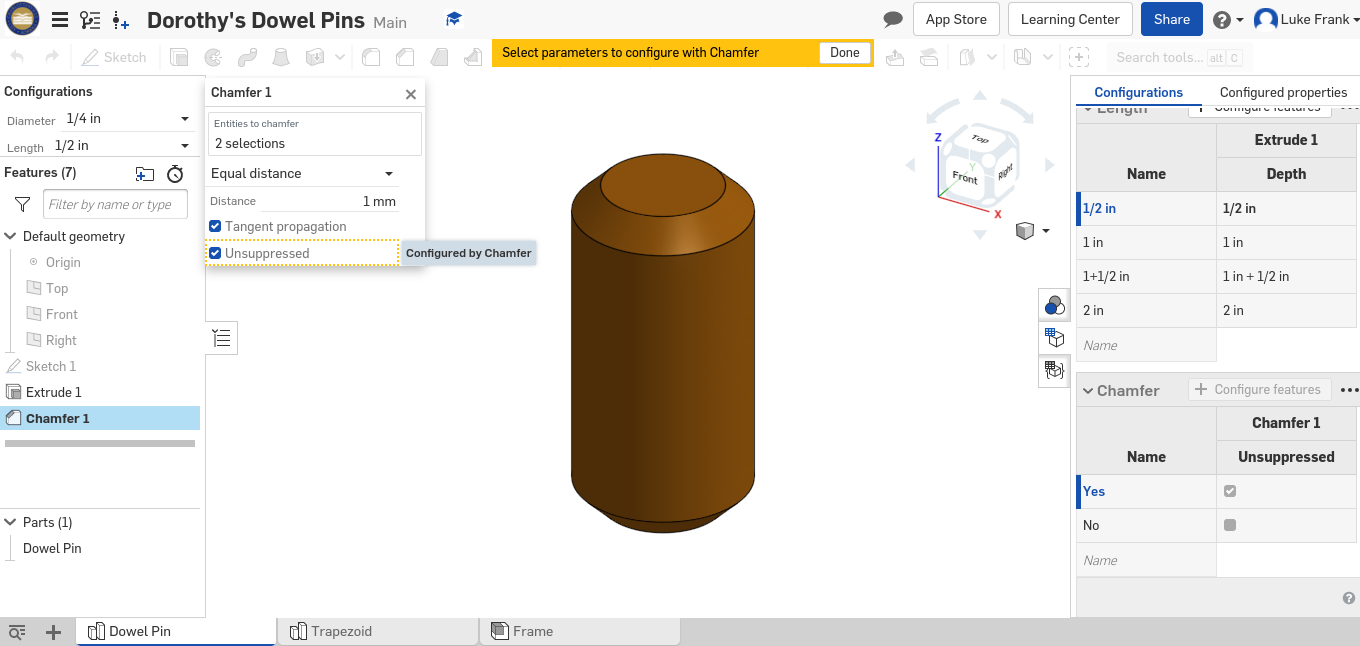 Dorothy's Dowel Pins Main
App Store
Learning Center
Share
Luke Frank
Sketch
Select parameters to configure with Chamfer
Done
Search tools... alt C
Configurations
Diameter 1/4 in
Length 1/2 in
Features (7)
Filter by name or type
Default geometry
Origin
Top
Front
Right
Sketch 1
Extrude 1
Chamfer 1
Parts (1)
Dowel Pin
Chamfer 1
Entities to chamfer
2 selections
Equal distance
Distance 1 mm
Tangent propagation
Unsuppressed
Configured by Chamfer
Z
Top
Y
Front
Right
X
Configurations
Configured properties
Length
Configure features
Extrude 1
Name Depth
1/2 in 1/2 in
1 in 1 in
1+1/2 in 1 in + 1/2 in
2 in 2 in
Name
Chamfer
Configure features
Chamfer 1
Name Unsuppressed
Yes
No
Name
Dowel Pin
Trapezoid
Frame